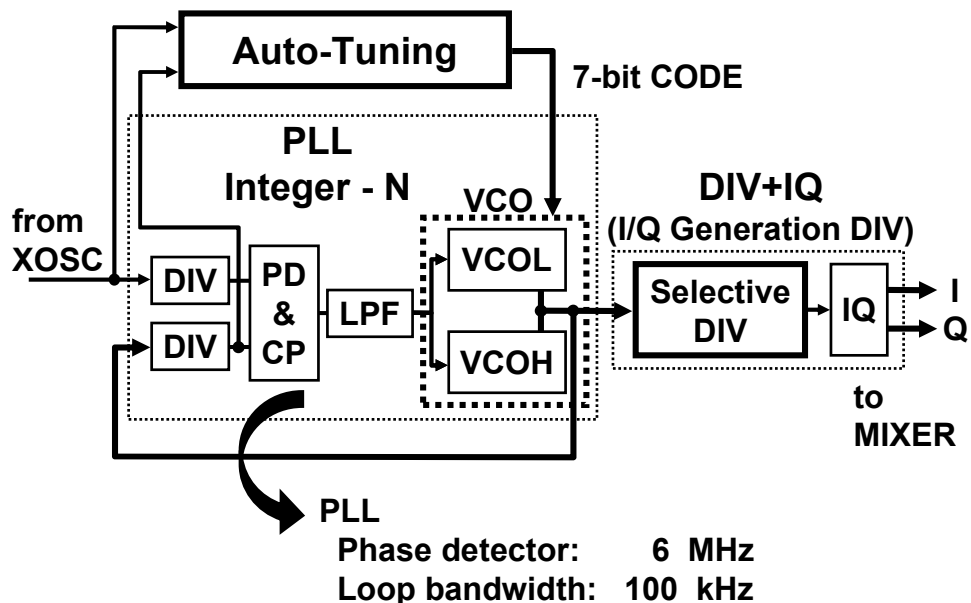 Auto-Tuning
7-bit CODE
PLL
Integer - N
VCO
DIV+IQ
(I/Q Generation DIV)
from
XOSC
DIV
DIV
PD
&
CP
LPF
VCOL
VCOH
Selective
DIV
IQ
I
Q
to
MIXER
PLL
Phase detector: 6 MHz
Loop bandwidth: 100 kHz